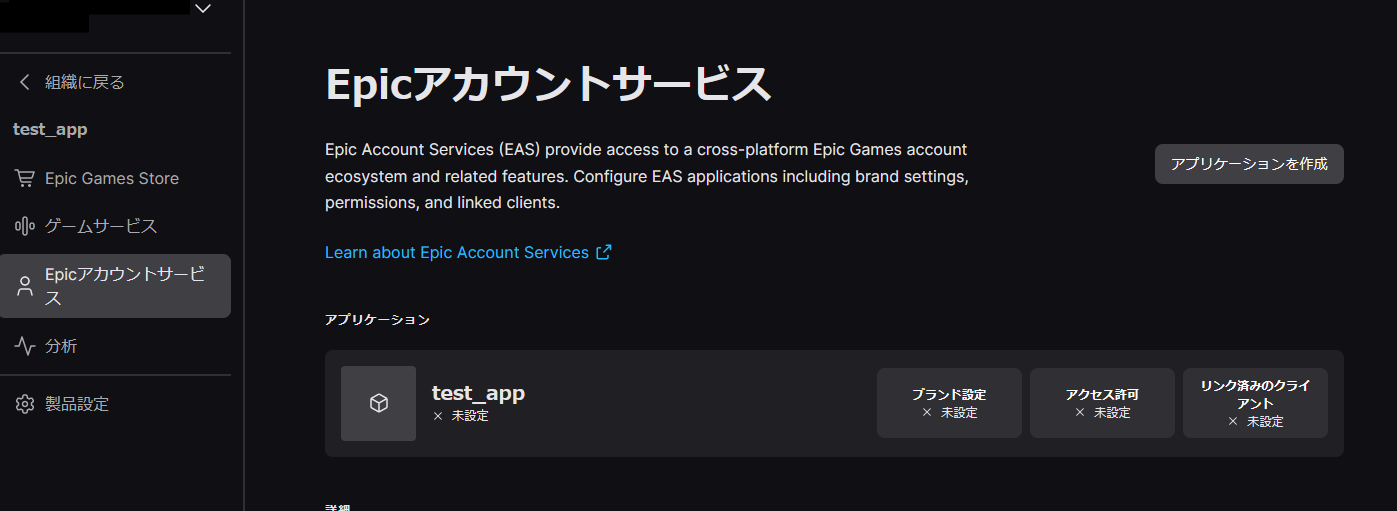 組織に戻る
test_app
Epic Games Store
ゲームサービス
Epicアカウントサービ
ス
分析
製品設定
Epicアカウントサービス
Epic Account Services (EAS) provide access to a cross-platform Epic Games account
ecosystem and related features. Configure EAS applications including brand settings,
permissions, and linked clients.
アプリケーションを作成
Learn about Epic Account Services
アプリケーション
test_app
× 未設定
ブランド設定
× 未設定
アクセス許可
× 未設定
リンク済みのクライ
アント
× 未設定
詳細